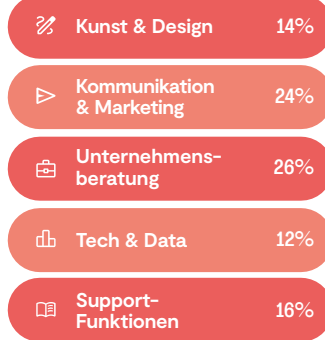 Kunst & Design 14%
Kommunikation
& Marketing 24%
Unternehmens-
beratung 26%
Tech & Data 12%
Support-
Funktionen 16%